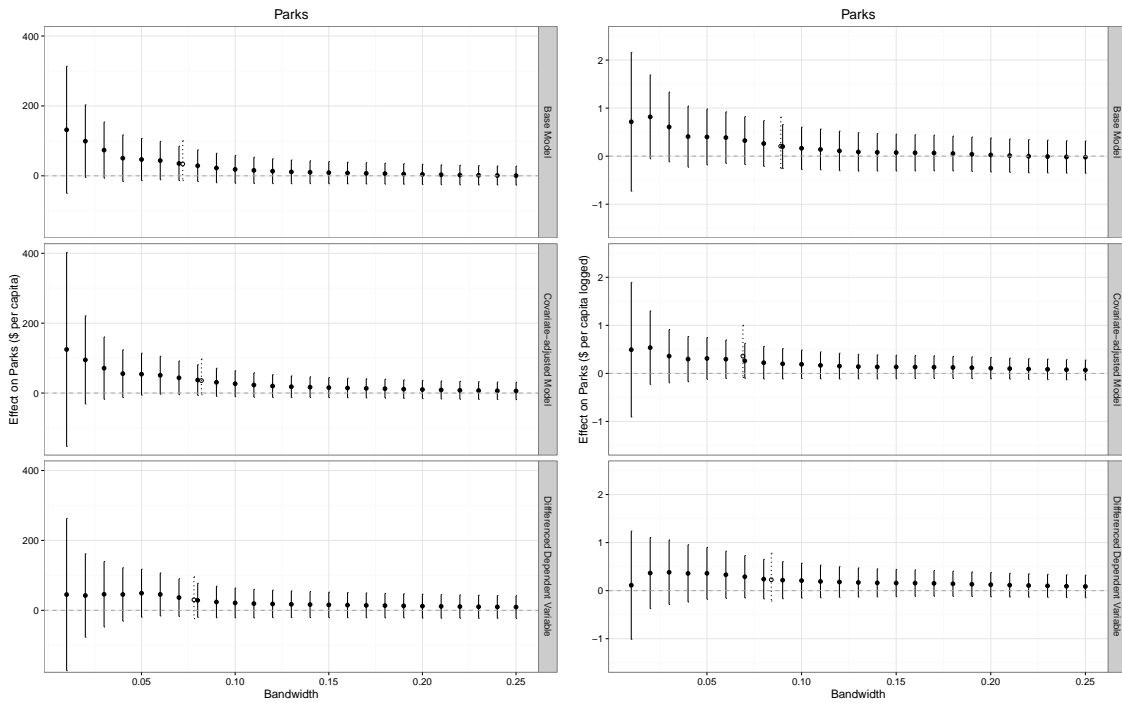 Parks
400
200
0
Base Model
400
200
0
Covariate−adjusted Model
400
200
0
Diffferenced Dependent Variable
Effect on Parks ($ per capita)
0.05
0.10
0.15
0.20
0.25
Bandwidth
Parks
2
1
0
−1
Base Model
2
1
0
−1
Covariate−adjusted Model
2
1
0
−1
Diffferenced Dependent Variable
Effect on Parks ($ per capita logged)
0.05
0.10
0.15
0.20
0.25
Bandwidth